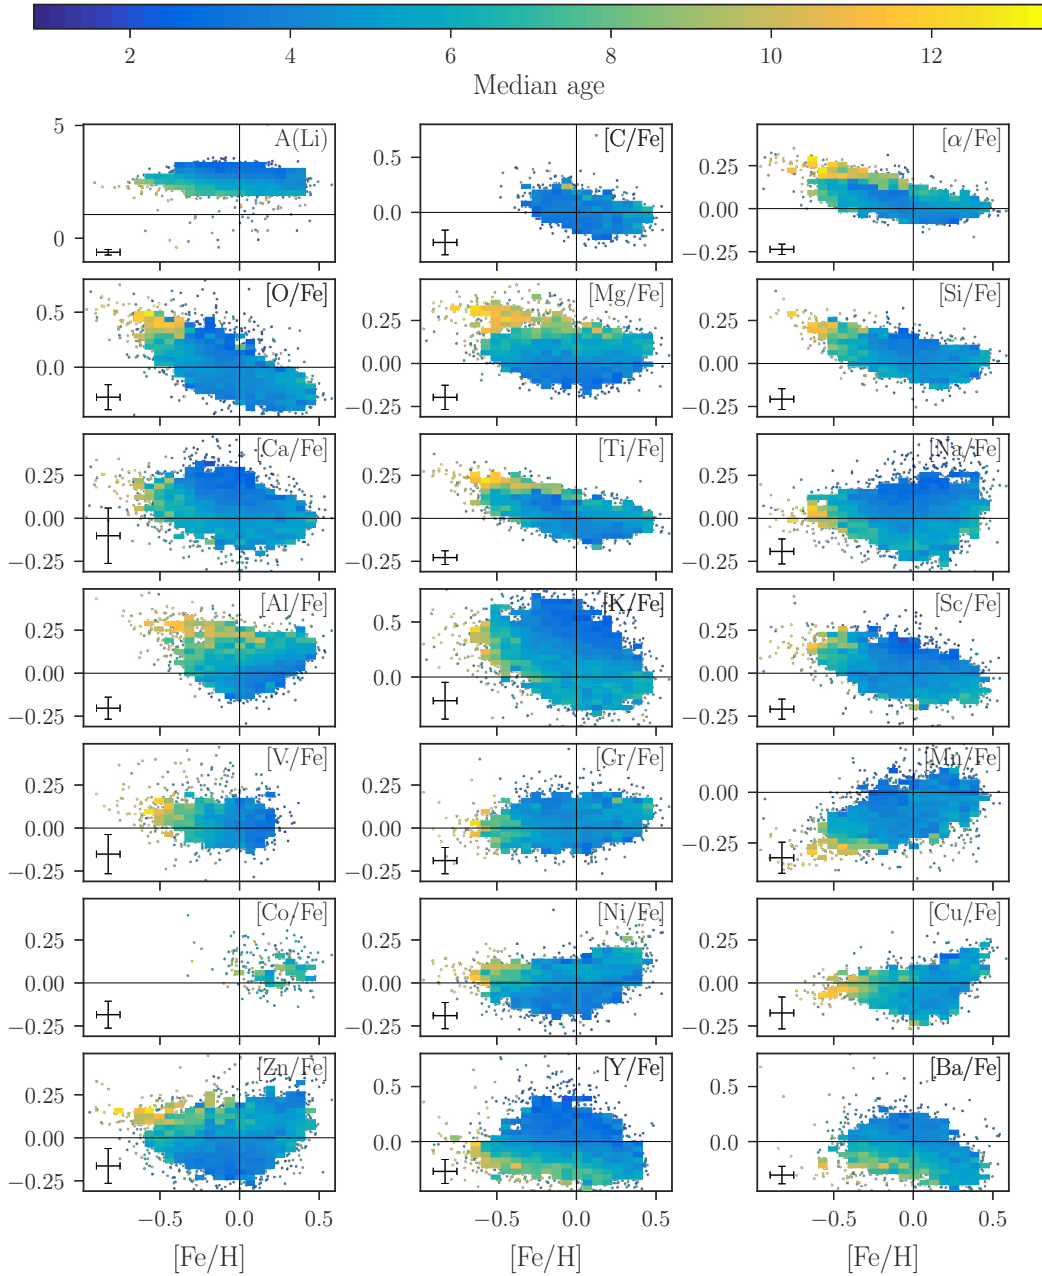 2 4 6 8 10 12
Median age
5 A(Li) [C/Fe] [α/Fe]
0.5 0.25
0.0 0.00
0 −0.25
[O/Fe] [Mg/Fe] [Si/Fe]
0.5 0.25 0.25
0.0 0.00 0.00
−0.25 −0.25
[Ca/Fe] [Ti/Fe] [Na/Fe]
0.25 0.25 0.25
0.00 0.00 0.00
−0.25 −0.25 −0.25
[Al/Fe] [K/Fe] [Sc/Fe]
0.25 0.5 0.25
0.00 0.0 0.00
−0.25 −0.25
[V/Fe] [Cr/Fe] [Mn/Fe]
0.25 0.25 0.00
0.00 0.00 −0.25
−0.25 −0.25
[Co/Fe] [Ni/Fe] [Cu/Fe]
0.25 0.25 0.25
0.00 0.00 0.00
−0.25 −0.25 −0.25
[Zn/Fe] [Y/Fe] [Ba/Fe]
0.25 0.5 0.5
0.00 0.0 0.0
−0.25
−0.5 0.0 0.5 −0.5 0.0 0.5 −0.5 0.0 0.5
[Fe/H] [Fe/H] [Fe/H]